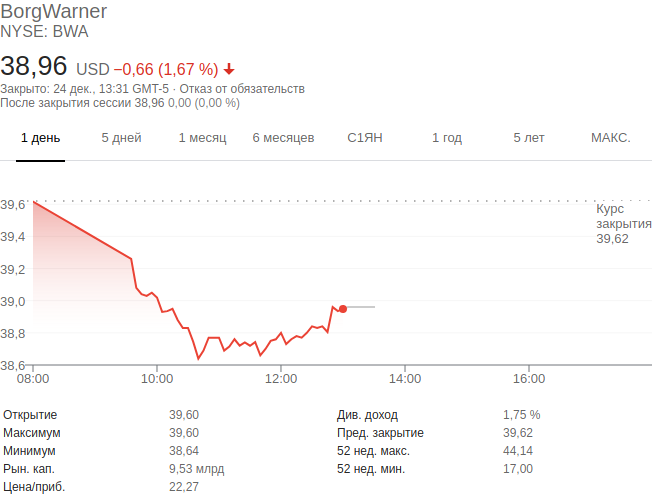 BorgWarner
NYSE: BWA
38,96 USD −0,66 (1,67 %)
Закрыто: 24 дек., 13:31 GMT-5 · Отказ от обязательств
После закрытия сессии 38,96 0,00 (0,00 %)
1 день 5 дней 1 месяц 6 месяцев С1ЯН 1 год 5 лет МАКС.
39,6
Курс
закрытия
39,62
39,4
39,2
39,0
38,8
38,6
08:00 10:00 12:00 14:00 16:00
Открытие 39,60 Див. доход 1,75 %
Максимум 39,60 Пред. закрытие 39,62
Минимум 38,64 52 нед. макс. 44,14
Рын. кап. 9,53 млрд 52 нед. мин. 17,00
Цена/приб. 22,27